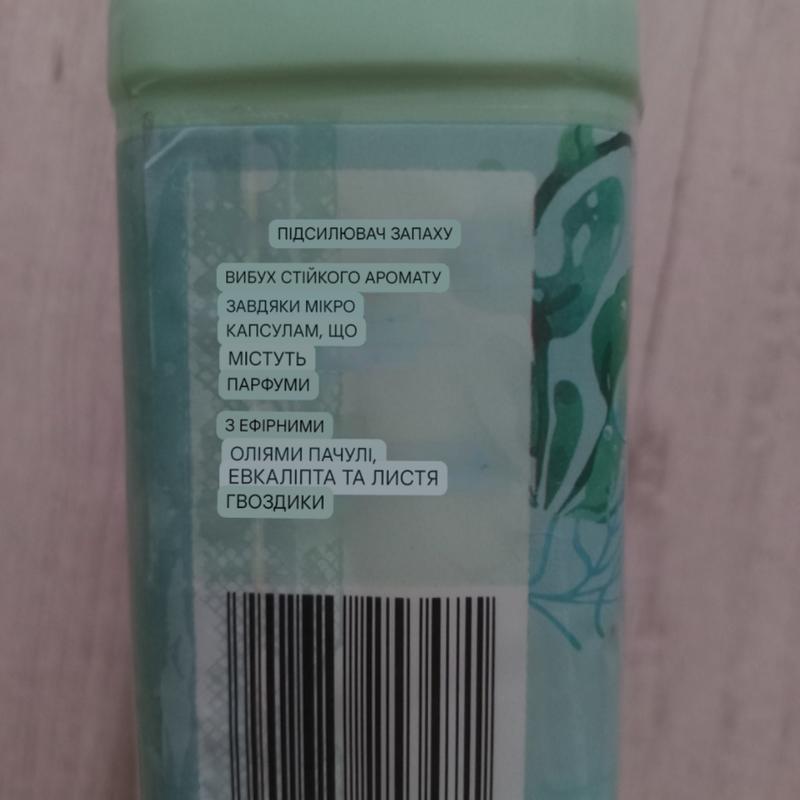 ПІДСИЛЮВАЧ ЗАПАХУ
ВИБУХ СТІЙКОГО АРОМАТУ
ЗАВДЯКИ МІКРО
КАПСУЛАМ, ЩО
МІСТУТЬ
ПАРФУМИ
З ЕФІРНИМИ
ОЛІЯМИ ПАЧУЛІ,
ЕВКАЛІПТА ТА ЛИСТЯ
ГВОЗДИКИ